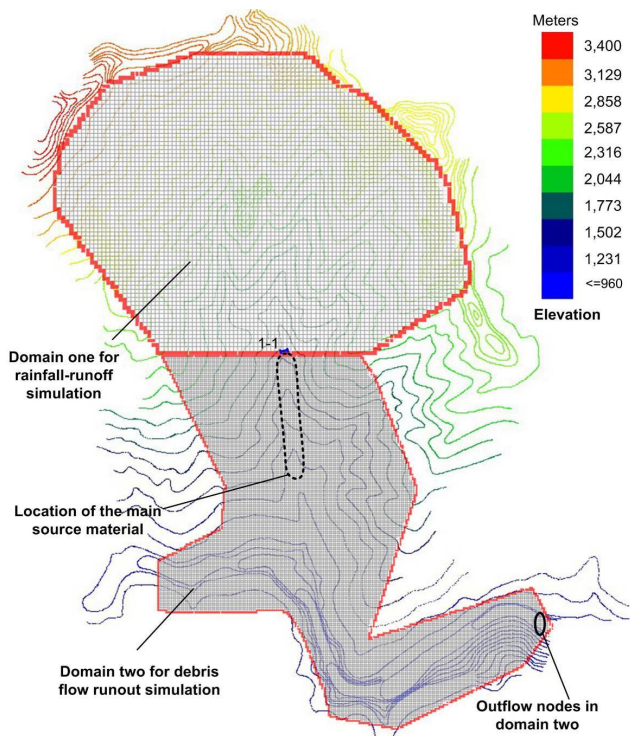 Meters
3,400
3,129
2,858
2,587
2,316
2,044
1,773
1,502
1,231
<=960
Elevation
1-1
Domain one for
rainfall-runoff
simulation
Location of the main
source material
Domain two for debris
flow runout simulation
Outflow nodes in
domain two